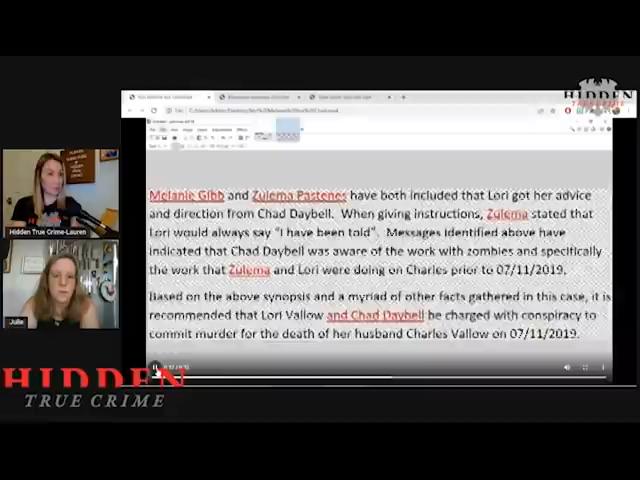 HIDDEN
TRUE CRIME
Melanie Gibb and Zulema Pastenes have both included that Lori got her advice
and direction from Chad Daybell. When giving instructions, Zulema stated that
Lori would always say "I have been told". Messages identified above have
indicated that Chad Daybell was aware of the work with zombies and specifically
the work that Zulema and Lori were doing on Charles prior to 07/11/2019.
Based on the above synopsis and a myriad of other facts gathered in this case, it is
recommended that Lori Vallow and Chad Daybell be charged with conspiracy to
commit murder for the death of her husband Charles Vallow on 07/11/2019.
Hidden True Crime-Lauren
Julie
HIDDEN
TRUE CRIME